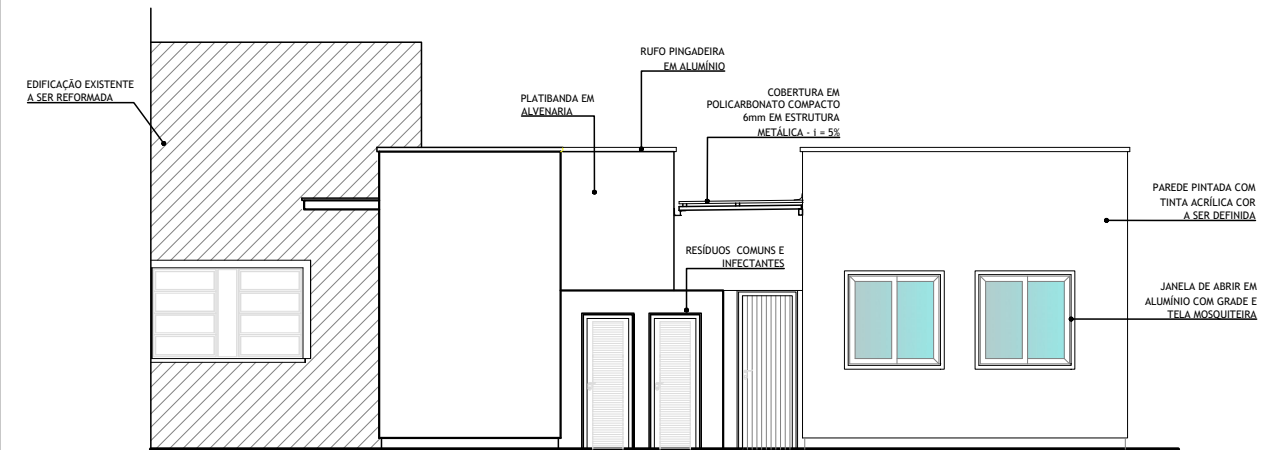 EDIFICAÇÃO EXISTENTE
A SER REFORMADA
PLATIBANDA EM
ALVENARIA
RUFO PINGADEIRA
EM ALUMÍNIO
COBERTURA EM
POLICARBONATO COMPACTO
6mm EM ESTRUTURA
METÁLICA - i = 5%
RESÍDUOS COMUNS E
INFECTANTES
PAREDE PINTADA COM
TINTA ACRÍLICA COR
A SER DEFINIDA
JANELA DE ABRIR EM
ALUMÍNIO COM GRADE E
TELA MOSQUITEIRA